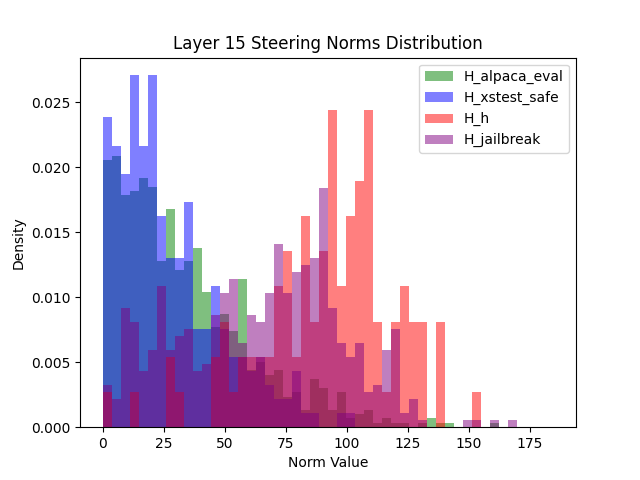 Layer 15 Steering Norms Distribution
H_alpaca_eval
H_xstest_safe
H_h
H_jailbreak
Density
0.025
0.020
0.015
0.010
0.005
0.000
0 25 50 75 100 125 150 175
Norm Value